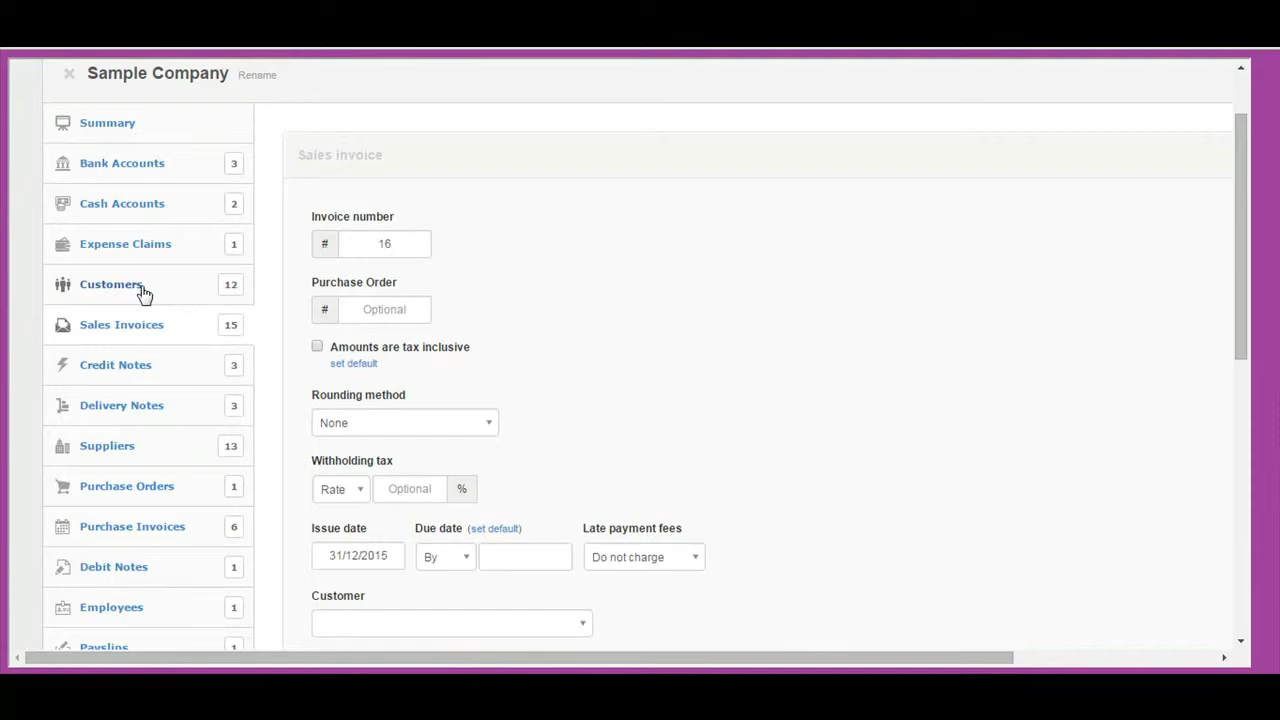 Sample Company Rename
Summary
Bank Accounts 3
Cash Accounts 2
Expense Claims 1
Customers 12
Sales Invoices 15
Credit Notes 3
Delivery Notes 3
Suppliers 13
Purchase Orders 1
Purchase Invoices 6
Debit Notes 1
Employees 1
Payslips 1
Sales invoice
Invoice number
# 16
Purchase Order
# Optional
Amounts are tax inclusive
set default
Rounding method
None
Withholding tax
Rate Optional %
Issue date Due date (set default) Late payment fees
31/12/2015 By Do not charge
Customer